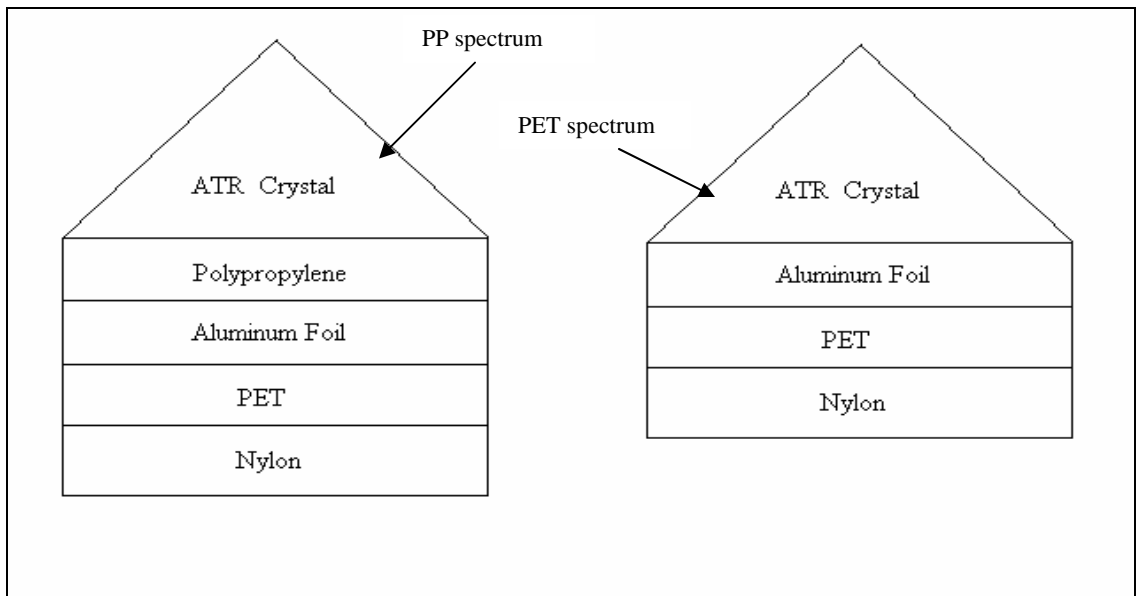 PP spectrum
ATR Crystal
Polypropylene
Aluminum Foil
PET
Nylon
PET spectrum
ATR Crystal
Aluminum Foil
PET
Nylon